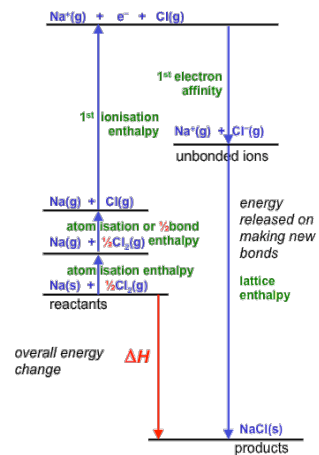 Na⁺(g) + e⁻ + Cl(g)
1st electron
affinity
1st ionisation
enthalpy
Na⁺(g) + Cl⁻(g)
unbonded ions
Na(g) + Cl(g)
atomisation or ½bond
enthalpy
Na(g) + ½Cl₂(g)
atomisation enthalpy
Na(s) + ½Cl₂(g)
reactants
energy
released on
making new
bonds
lattice
enthalpy
overall energy
change
ΔH
NaCl(s)
products